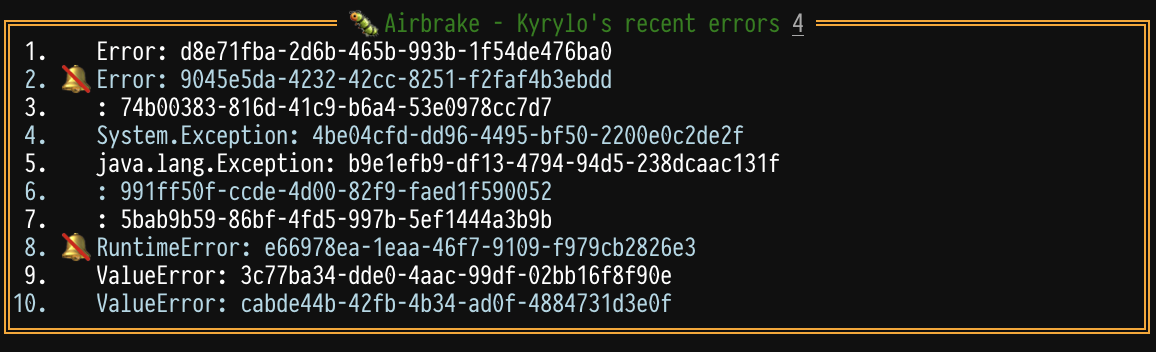 Airbrake - Kyrylo's recent errors 4
1. Error: d8e71fba-2d6b-465b-993b-1f54de476ba0
2. Error: 9045e5da-4232-42cc-8251-f2faf4b3ebdd
3. : 74b00383-816d-41c9-b6a4-53e0978cc7d7
4. System.Exception: 4be04cfd-dd96-4495-bf50-2200e0c2de2f
5. java.lang.Exception: b9e1efb9-df13-4794-94d5-238dcaac131f
6. : 991ff50f-ccde-4d00-82f9-faed1f590052
7. : 5bab9b59-86bf-4fd5-997b-5ef1444a3b9b
8. RuntimeError: e66978ea-1eaa-46f7-9109-f979cb2826e3
9. ValueError: 3c77ba34-dde0-4aac-99df-02bb16f8f90e
10. ValueError: cabde44b-42fb-4b34-ad0f-4884731d3e0f